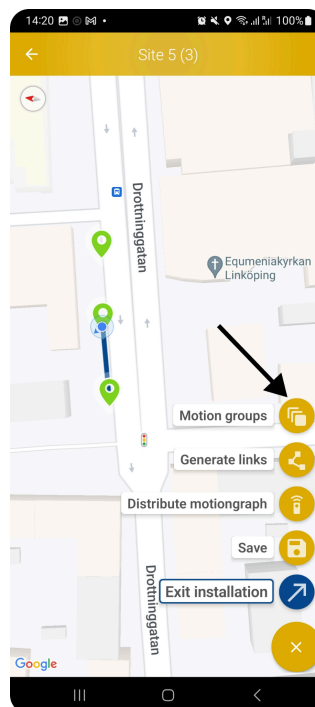 14:20
100%
Site 5 (3)
Drottninggatan
Equmeniakyrkan
Linköping
Motion groups
Generate links
Distribute motiongraph
Save
Drottninggatan
Exit installation
Google